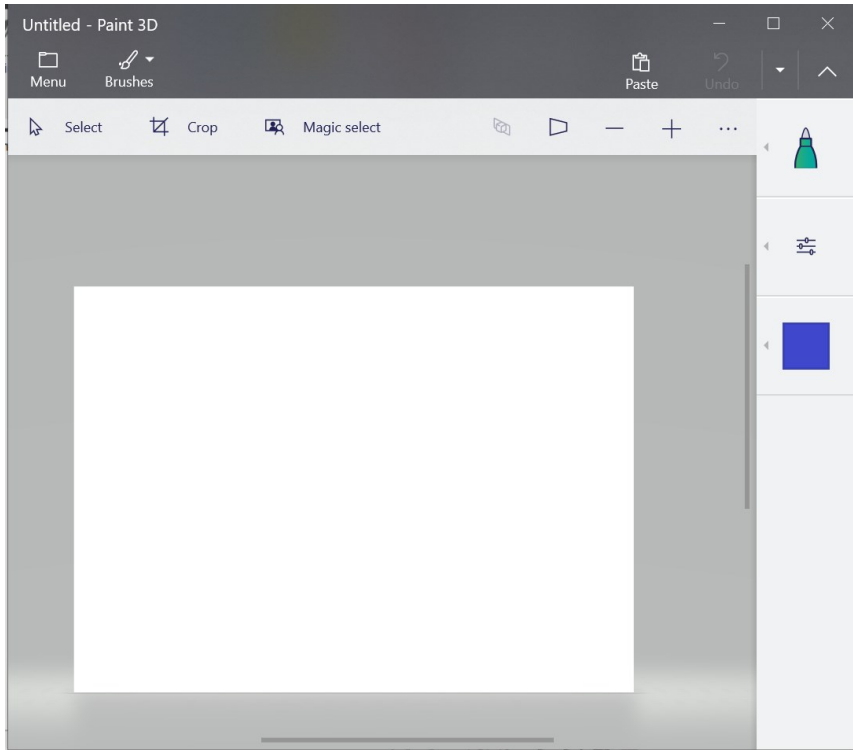 Untitled - Paint 3D
Menu
Brushes
Paste
Undo
Select
Crop
Magic select